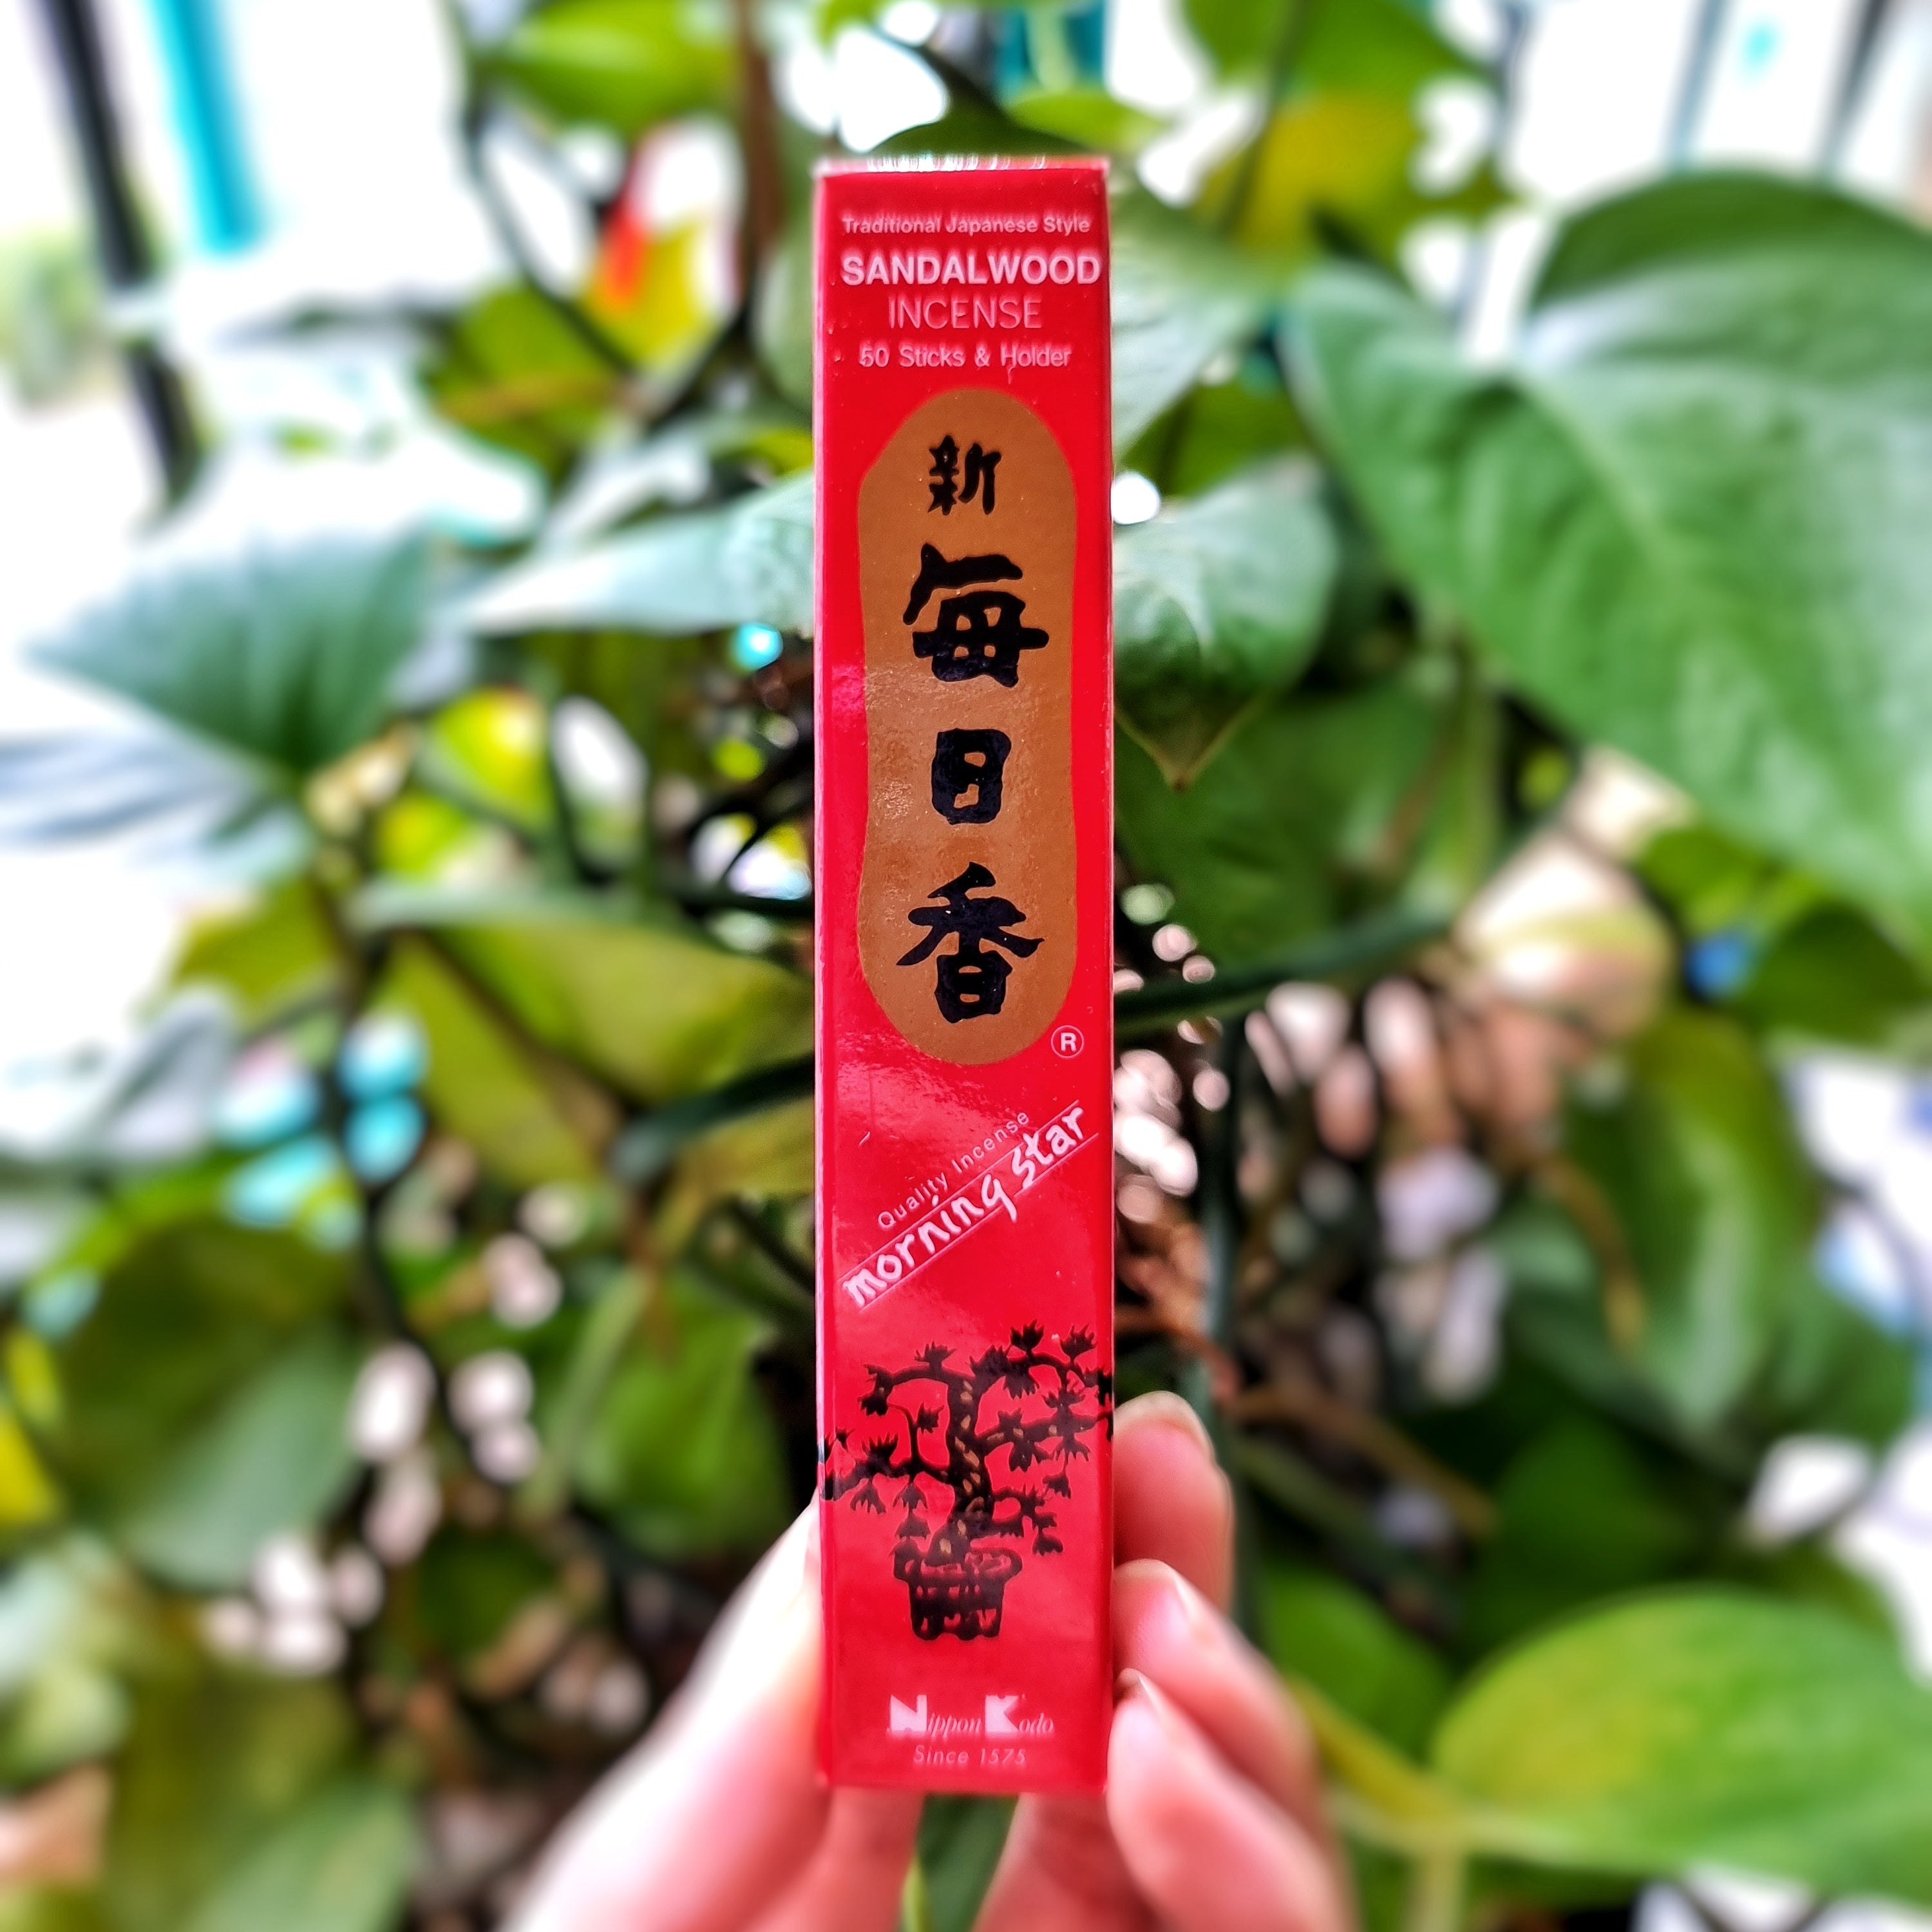 Traditional Japanese Style
SANDALWOOD
INCENSE
50 Sticks & Holder
新
毎
日
香
®
Quality Incense
morning star
Nippon Kodo
Since 1575